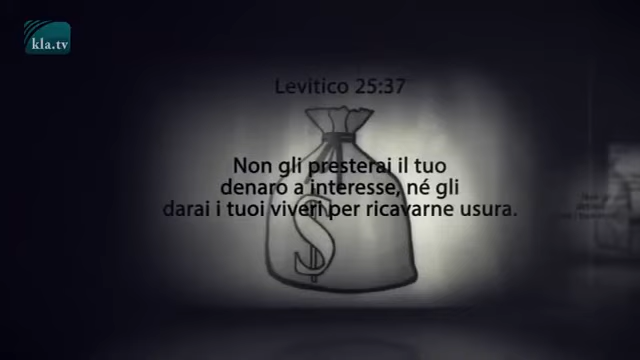 kla.tv
Levitico 25:37
Non gli presterai il tuo
denaro a interesse, né gli
darai i tuoi viveri per ricavarne usura.